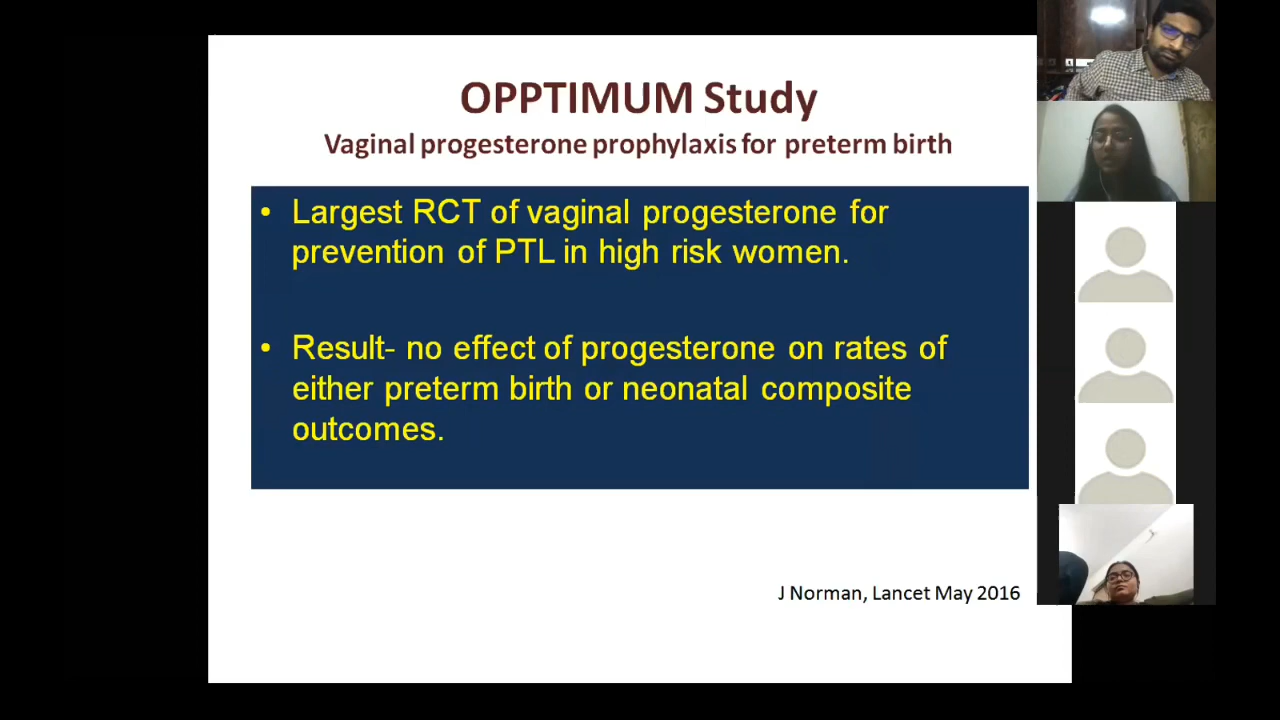 OPPTIMUM Study
Vaginal progesterone prophylaxis for preterm birth
• Largest RCT of vaginal progesterone for
prevention of PTL in high risk women.
• Result- no effect of progesterone on rates of
either preterm birth or neonatal composite
outcomes.
J Norman, Lancet May 2016